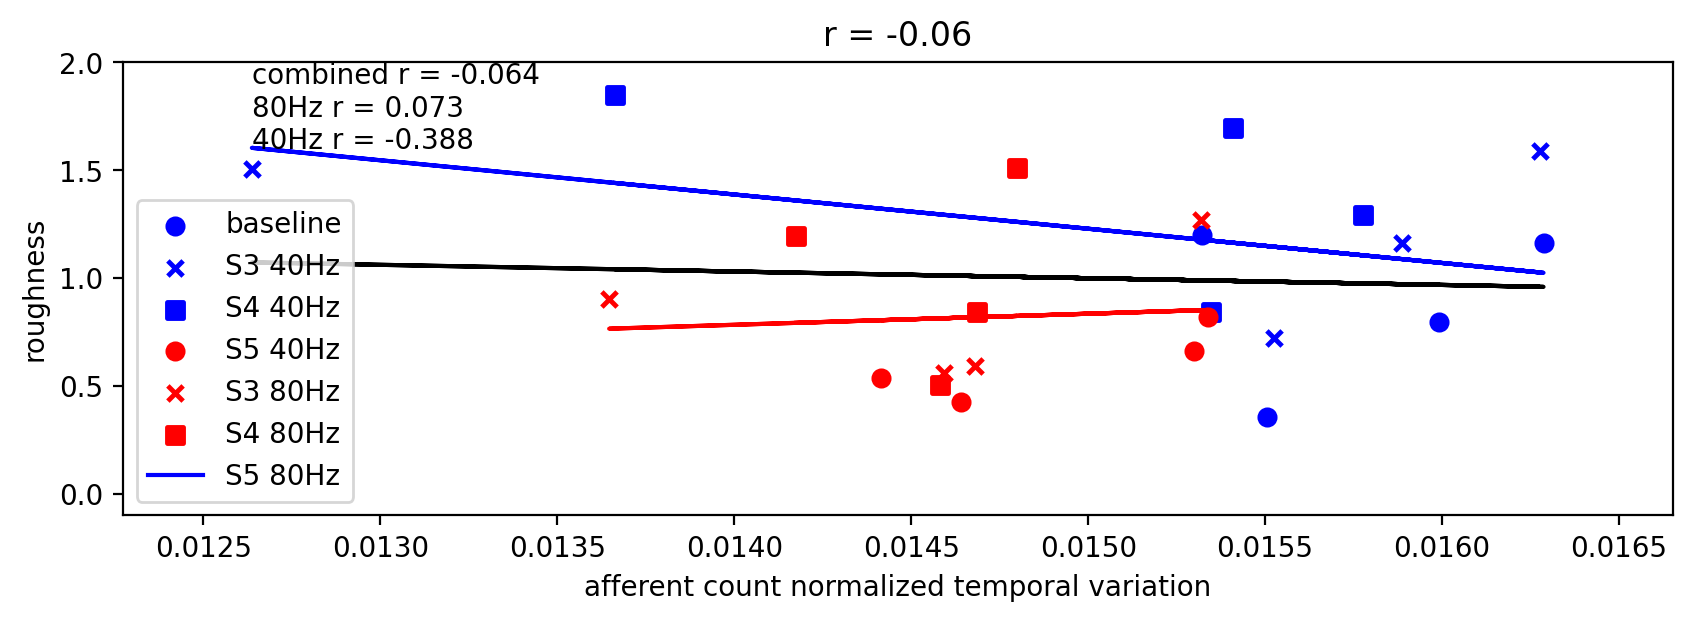 r = -0.06
combined r = -0.064
80Hz r = 0.073
40Hz r = -0.388
2.0
1.5
1.0
0.5
0.0
roughness
baseline
S3 40Hz
S4 40Hz
S5 40Hz
S3 80Hz
S4 80Hz
S5 80Hz
0.0125 0.0130 0.0135 0.0140 0.0145 0.0150 0.0155 0.0160 0.0165
afferent count normalized temporal variation